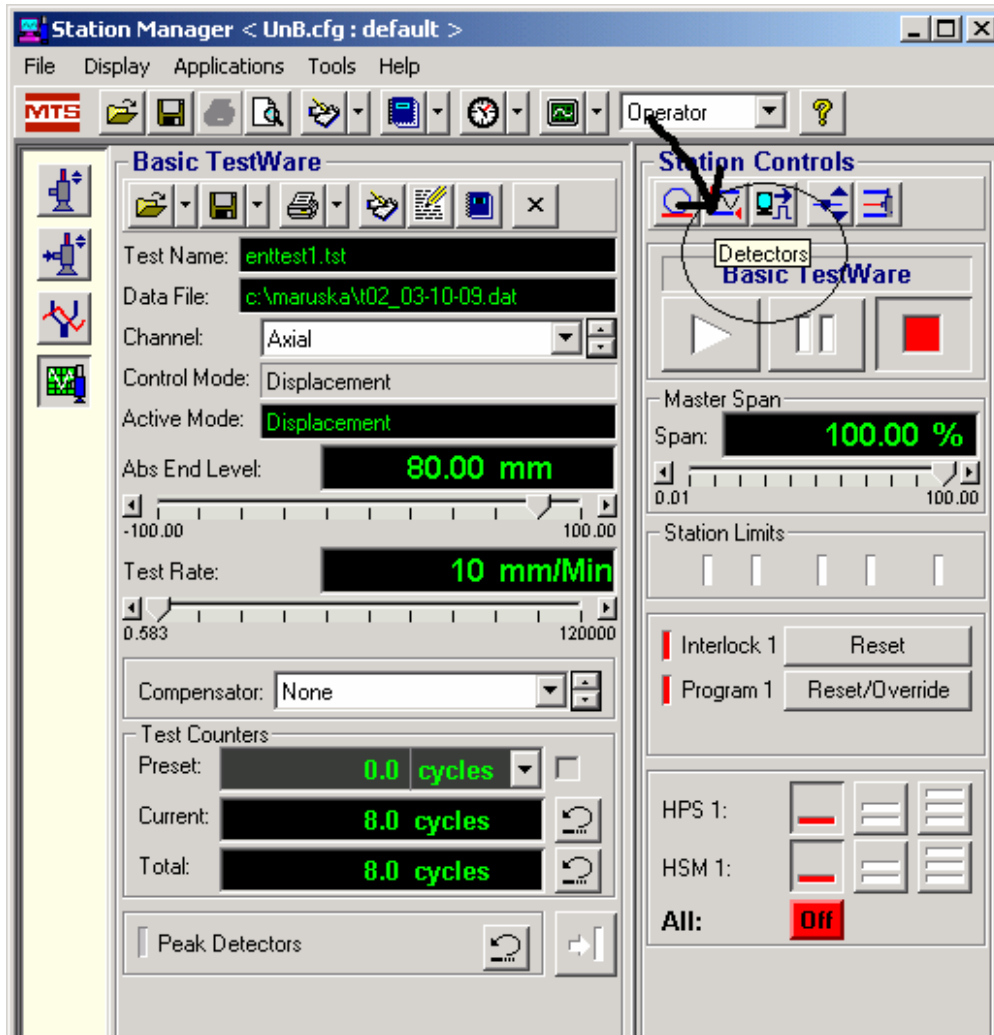 Station Manager < UnB.cfg : default >
File Display Applications Tools Help
MTS Operator ?
Basic TestWare
Test Name: enttest1.tst
Data File: c:\maruska\t02_03-10-09.dat
Channel: Axial
Control Mode: Displacement
Active Mode: Displacement
Abs End Level: 80.00 mm
-100.00 100.00
Test Rate: 10 mm/Min
0.583 120000
Compensator: None
Test Counters
Preset: 0.0 cycles
Current: 8.0 cycles
Total: 8.0 cycles
Peak Detectors
Station Controls
Detectors
Basic TestWare
Master Span
Span: 100.00 %
0.01 100.00
Station Limits
Interlock 1 Reset
Program 1 Reset/Override
HPS 1:
HSM 1:
All: Off